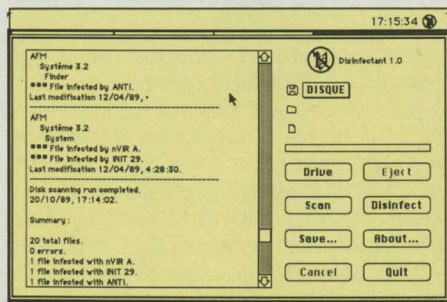 17:15:34
AFM
Système 3.2
Finder
*** File infected by ANTI.
Last modification 12/04/89, •
AFM
Système 3.2
System
*** File infected by nVIR A.
*** File infected by INIT 29.
Last modification 12/04/89, 4:28:30.
Disk scanning run completed.
20/10/89, 17:14:02.
Summary :
20 total files.
0 errors.
1 file infected with nVIR A.
1 file infected with INIT 29.
1 file infected with ANTI.
Disinfectant 1.0
DISQUE
Drive
Eject
Scan
Disinfect
Save...
About...
Cancel
Quit